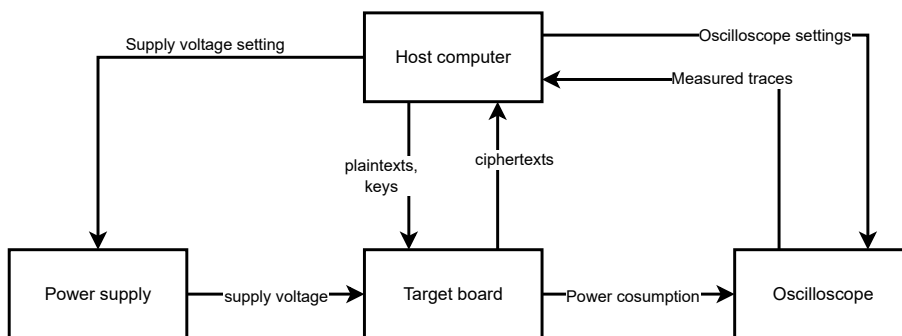 Supply voltage setting
Host computer
Oscilloscope settings
Measured traces
plaintexts,
keys
ciphertexts
Power supply
supply voltage
Target board
Power cosumption
Oscilloscope